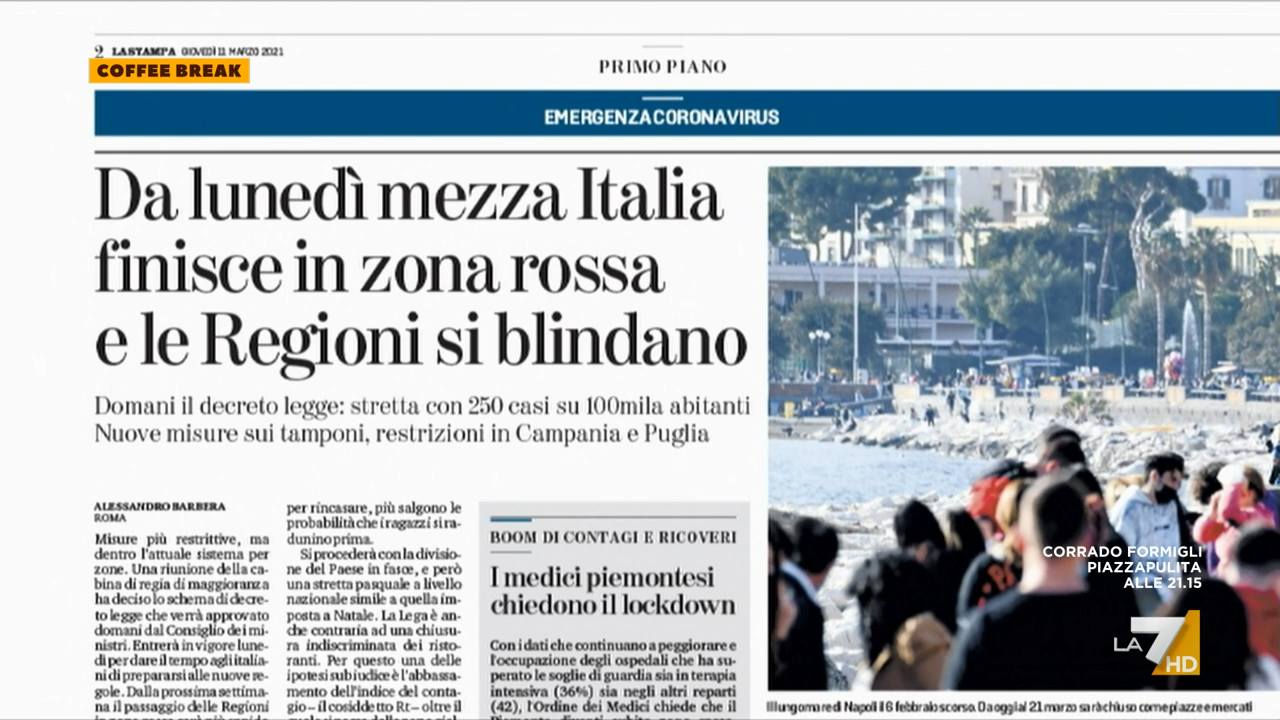 2 LA STAMPA GIOVEDÌ 11 MARZO 2021
COFFEE BREAK
PRIMO PIANO
EMERGENZA CORONAVIRUS
Da lunedì mezza Italia
finisce in zona rossa
e le Regioni si blindano
Domani il decreto legge: stretta con 250 casi su 100mila abitanti
Nuove misure sui tamponi, restrizioni in Campania e Puglia
ALESSANDRO BARBERA
ROMA
Misure più restrittive, ma
dentro l'attuale sistema per
zone. Una riunione della ca-
bina di regia di maggioranza
ha deciso lo schema di decre-
to legge che verrà approvato
domani dal Consiglio dei mi-
nistri. Entrerà in vigore lune-
dì per dare il tempo agli italia-
ni di prepararsi alle nuove re-
gole. Dalla prossima settima-
na il passaggio delle Regioni
per rincasare, più salgono le
probabilità che i ragazzi si ra-
dunino prima.
Si procederà con la divisio-
ne del Paese in fasce, e però
una stretta pasquale a livello
nazionale simile a quella im-
posta a Natale. La Lega è an-
che contraria ad una chiusu-
ra indiscriminata dei risto-
ranti. Per questo una delle
ipotesi sub iudice è l'abbassa-
mento dell'indice del conta-
gio – il cosiddetto Rt – oltre il
BOOM DI CONTAGI E RICOVERI
I medici piemontesi
chiedono il lockdown
Con i dati che continuano a peggiorare e
l'occupazione degli ospedali che ha su-
perato le soglie di guardia sia in terapia
intensiva (36%) sia negli altri reparti
(42), l'Ordine dei Medici chiede che il
Il lungomare di Napoli il 6 febbraio scorso. Da oggi al 21 marzo sarà chiuso come piazze e mercati
CORRADO FORMIGLI
PIAZZAPULITA
ALLE 21.15
LA 7 HD